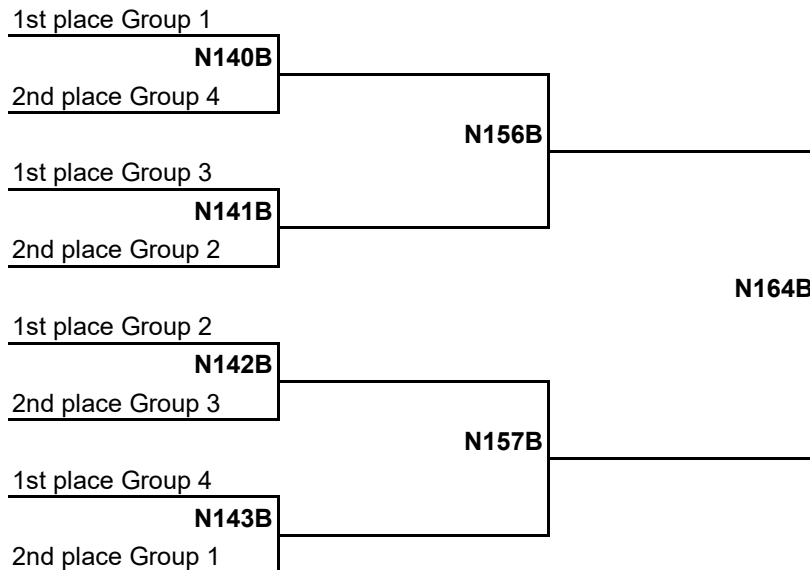 1st place Group 1
N140B
2nd place Group 4
N156B
1st place Group 3
N141B
2nd place Group 2
N164B
1st place Group 2
N142B
2nd place Group 3
N157B
1st place Group 4
N143B
2nd place Group 1